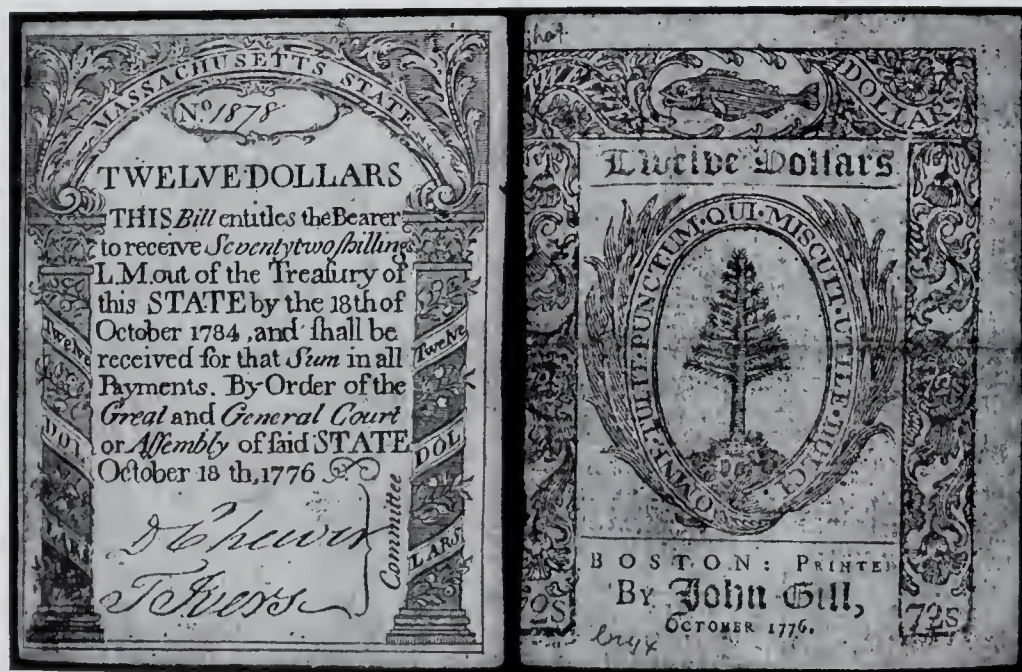 MASSACHUSETTS STATE
No. 1878
TWELVE DOLLARS
THIS Bill entitles the Bearer
to receive Seventytwo ſhillings
L.M. out of the Treaſury of
this STATE by the 18th of
October 1784, and ſhall be
received for that Sum in all
Payments. By Order of the
Great and General Court
or Aſſembly of ſaid STATE
October 18 th, 1776
Committee
Twelve
DOL
LARS
Twelve
DOL
LARS
DOLLARS
Twelve Dollars
OMNE·TULIT·PUNCTUM·QUI·MISCUIT·UTILE·DULCI
BOSTON: PRINTED
BY John Gill,
OCTOBER 1776.
72s